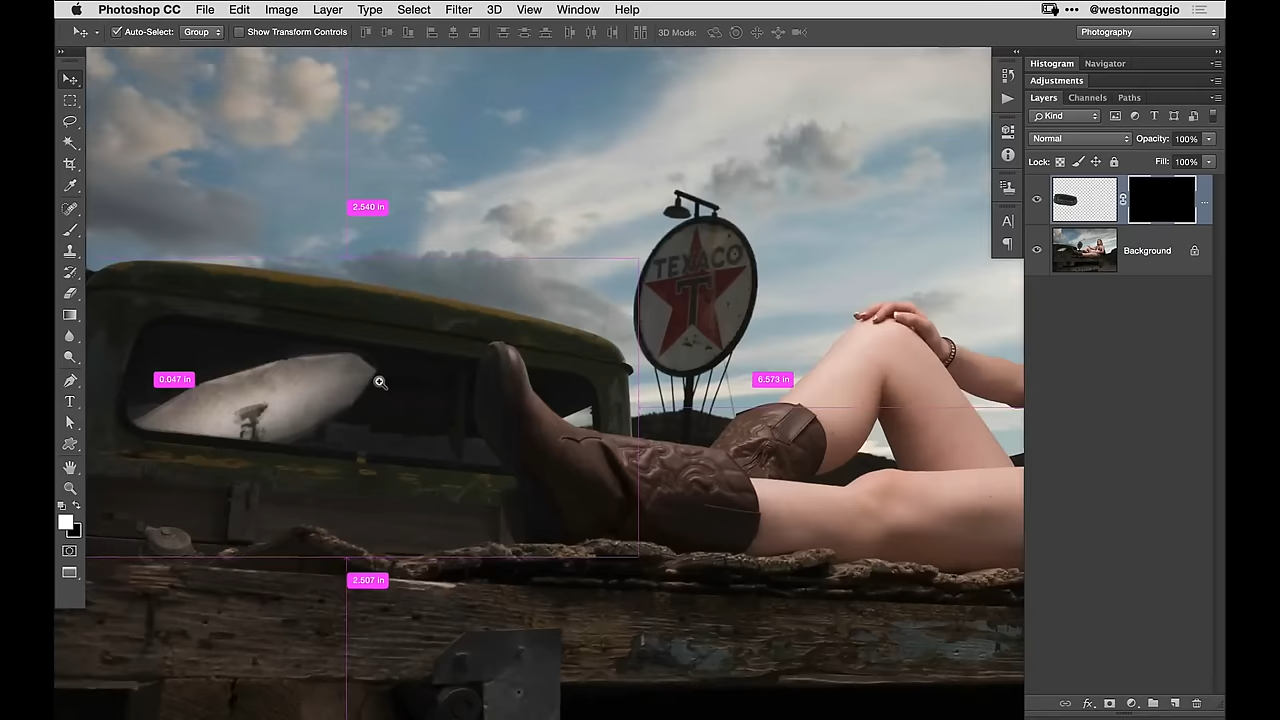 Photoshop CC File Edit Image Layer Type Select Filter 3D View Window Help @westonmaggio
Auto-Select: Group Show Transform Controls 3D Mode: Photography
Histogram Navigator
Adjustments
Layers Channels Paths
Kind T
Normal Opacity: 100%
Lock: Fill: 100%
Background
2.540 in
TEXACO
T
0.047 in
6.573 in
2.507 in
A
T